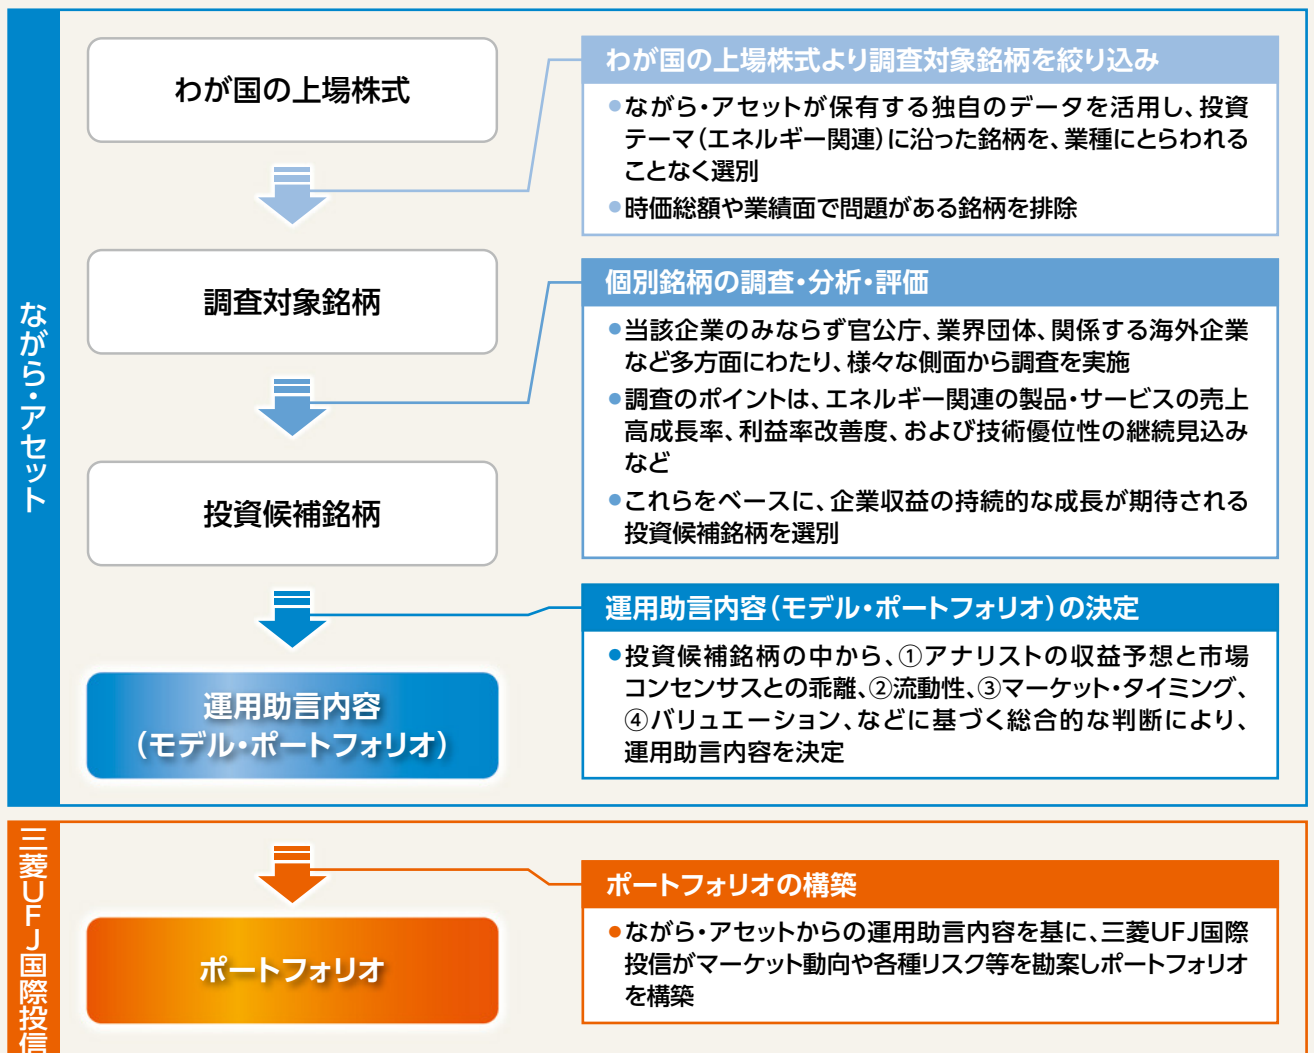 ながら・アセット
わが国の上場株式
わが国の上場株式より調査対象銘柄を絞り込み
●ながら・アセットが保有する独自のデータを活用し、投資
テーマ(エネルギー関連)に沿った銘柄を、業種にとらわれる
ことなく選別
●時価総額や業績面で問題がある銘柄を排除
調査対象銘柄
個別銘柄の調査・分析・評価
●当該企業のみならず官公庁、業界団体、関係する海外企業
など多方面にわたり、様々な側面から調査を実施
●調査のポイントは、エネルギー関連の製品・サービスの売上
高成長率、利益率改善度、および技術優位性の継続見込み
など
●これらをベースに、企業収益の持続的な成長が期待される
投資候補銘柄を選別
投資候補銘柄
運用助言内容(モデル・ポートフォリオ)の決定
●投資候補銘柄の中から、①アナリストの収益予想と市場
コンセンサスとの乖離、②流動性、③マーケット・タイミング、
④バリュエーション、などに基づく総合的な判断により、
運用助言内容を決定
運用助言内容
(モデル・ポートフォリオ)
三菱UFJ国際投信
ポートフォリオの構築
●ながら・アセットからの運用助言内容を基に、三菱UFJ国際
投信がマーケット動向や各種リスク等を勘案しポートフォリオ
を構築
ポートフォリオ